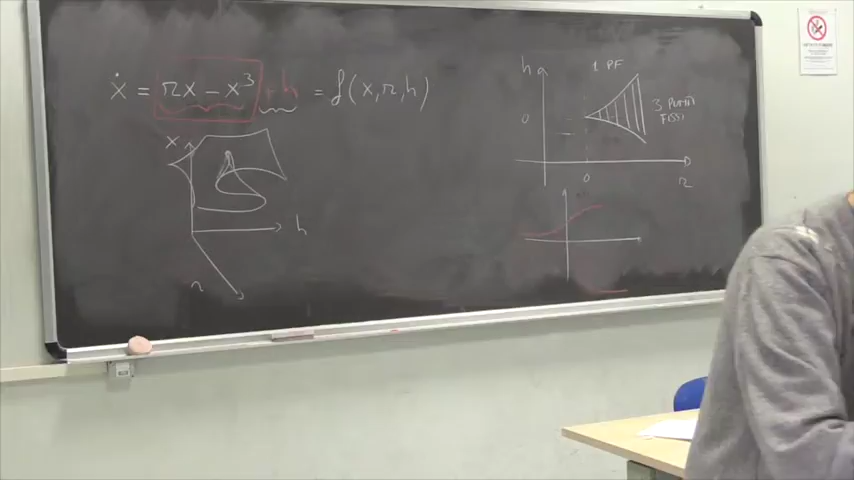 ẋ = rx - x³ + h = f(x,r,h)
x
h
r
h
1 PF
0
3 PUNTI
FISSI
0
r